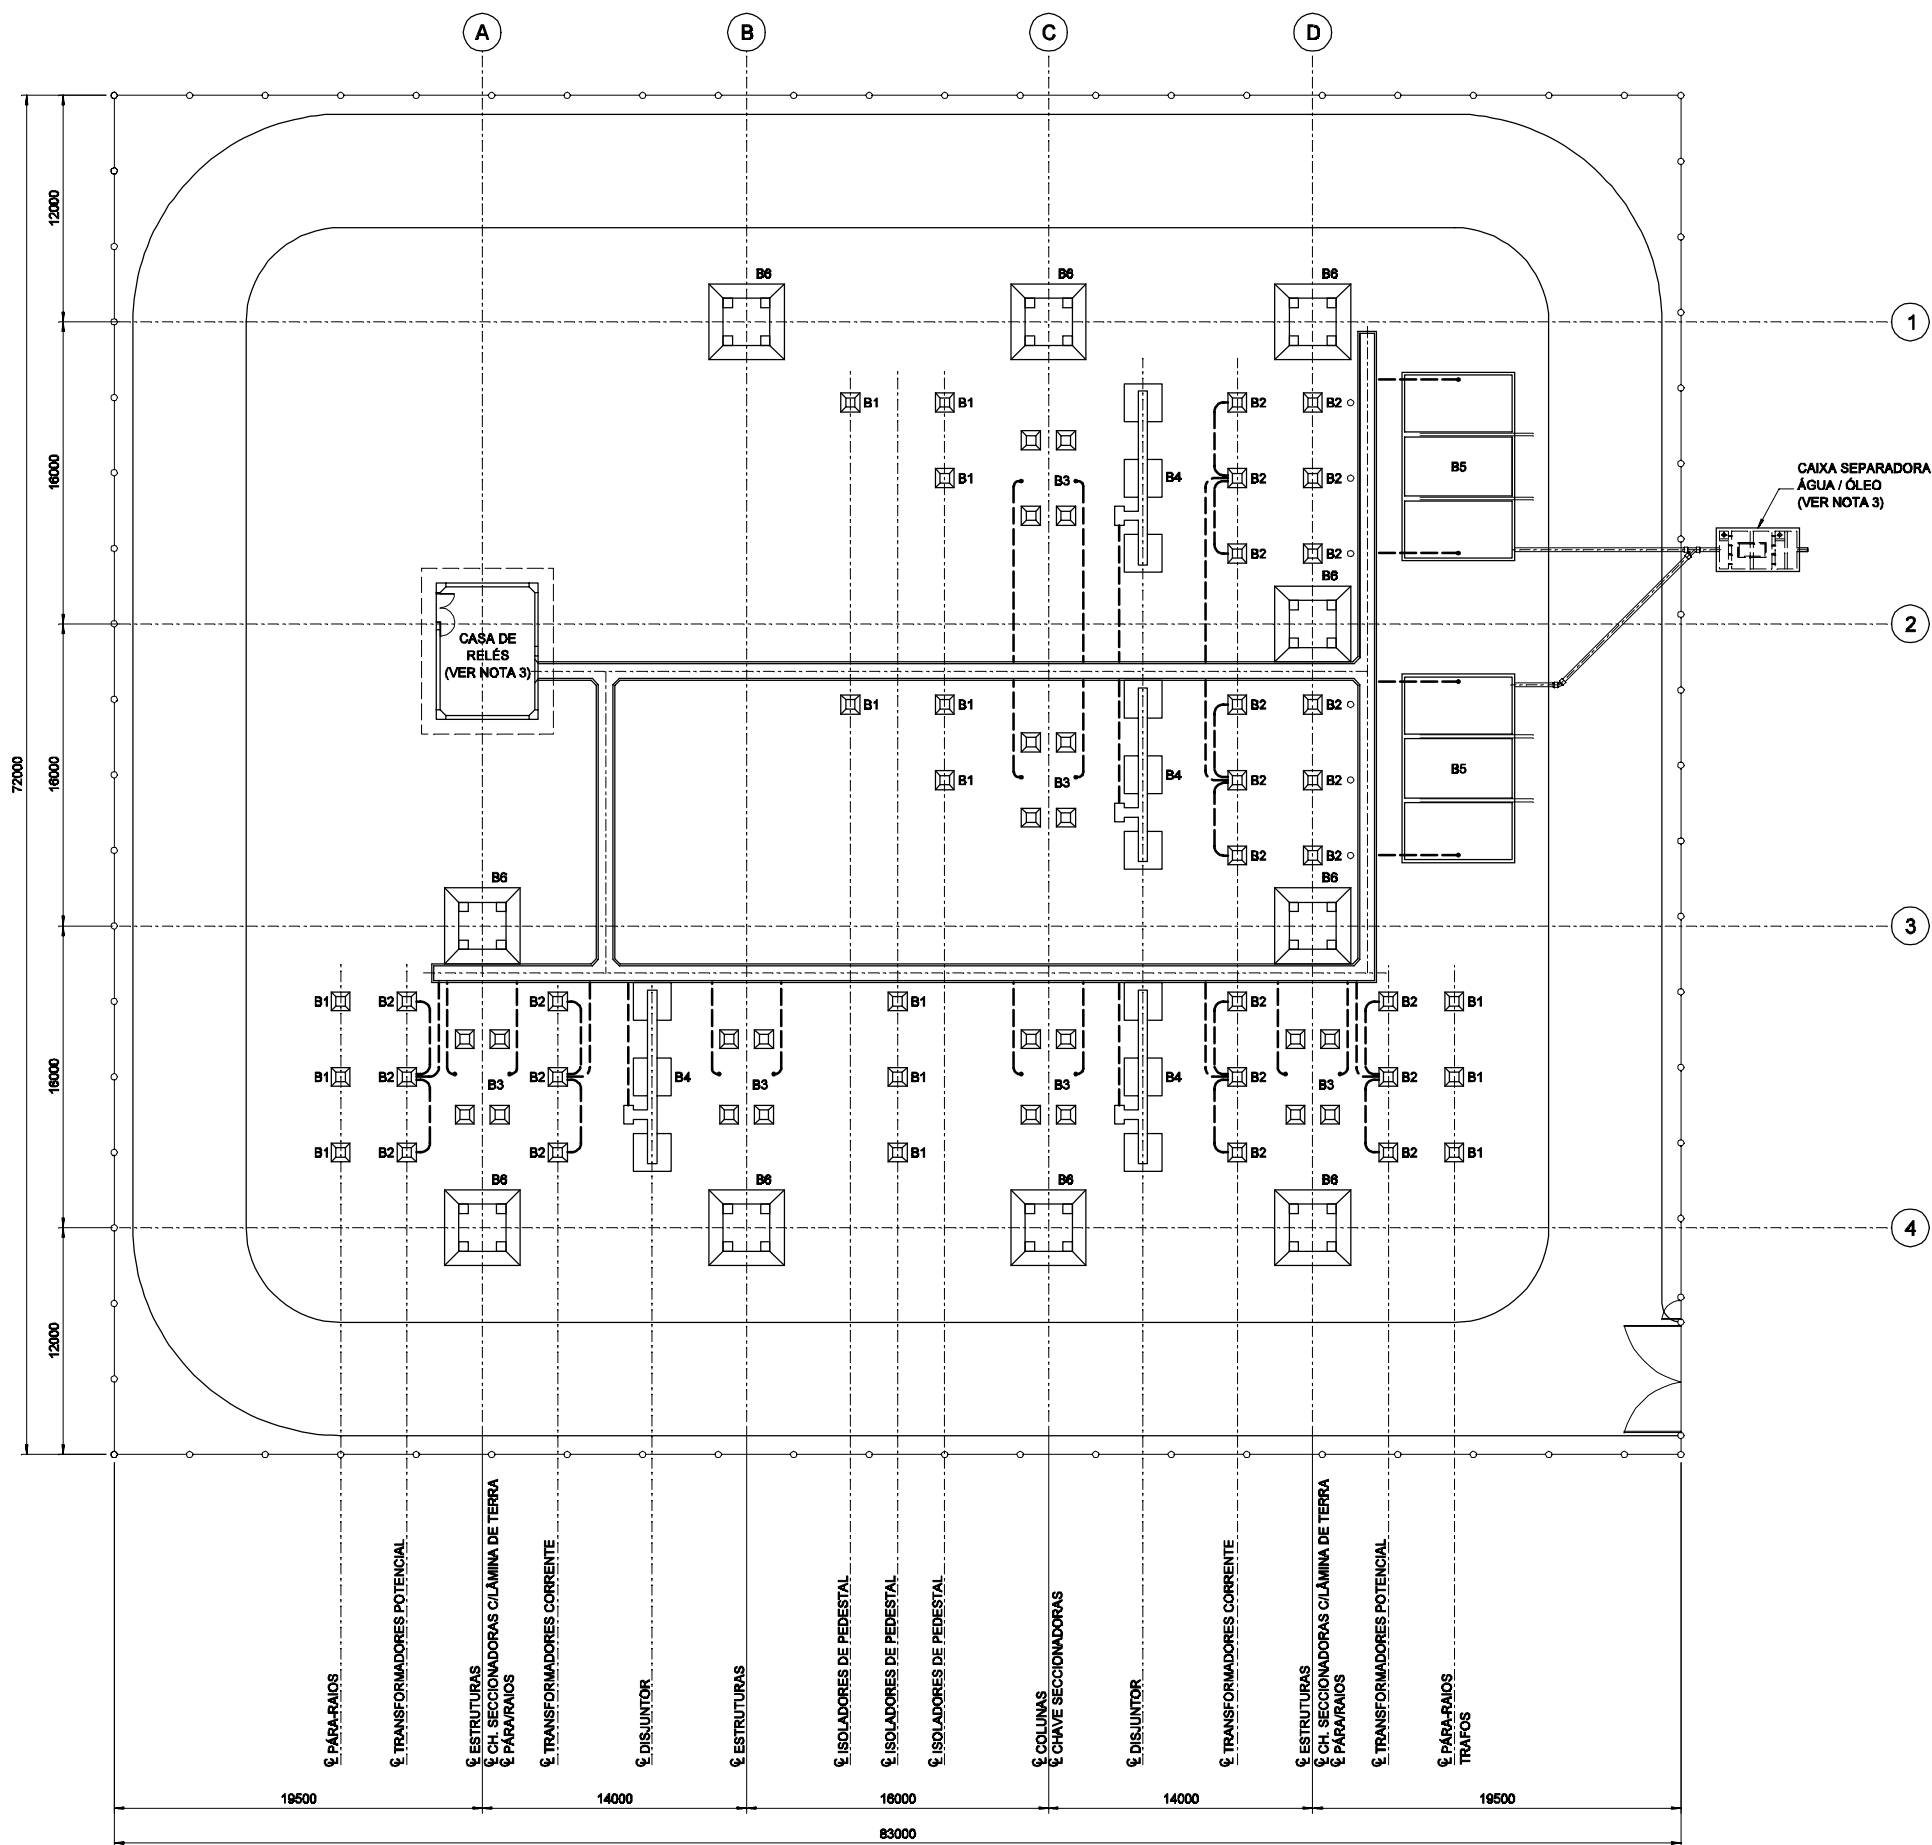 A B C D
12000
B6 B6 B6
1
B1 B1 B2 B2
16000
B1 B3 B4 B2 B2 B5
CAIXA SEPARADORA
ÁGUA / ÓLEO
(VER NOTA 3)
B2 B2
B6
2
CASA DE
RELÉS
(VER NOTA 3)
B1 B1 B2 B2
72000
16000
B1 B3 B4 B2 B2 B5
B2 B2
B6 B6
3
B1 B2 B2 B1 B2 B2 B1
16000
B1 B2 B3 B2 B4 B3 B1 B3 B4 B2 B3 B2 B1
B1 B2 B2 B1 B2 B2 B1
B6 B6 B6 B6
4
12000
℄ PÁRA-RAIOS
℄ TRANSFORMADORES POTENCIAL
℄ ESTRUTURAS
℄ CH. SECCIONADORAS C/LÂMINA DE TERRA
℄ PÁRA/RAIOS
℄ TRANSFORMADORES CORRENTE
℄ DISJUNTOR
℄ ESTRUTURAS
℄ ISOLADORES DE PEDESTAL
℄ ISOLADORES DE PEDESTAL
℄ ISOLADORES DE PEDESTAL
℄ COLUNAS
℄ CHAVE SECCIONADORAS
℄ DISJUNTOR
℄ TRANSFORMADORES CORRENTE
℄ ESTRUTURAS
℄ CH. SECCIONADORAS C/LÂMINA DE TERRA
℄ PÁRA/RAIOS
℄ TRANSFORMADORES POTENCIAL
℄ PÁRA-RAIOS
TRAFOS
19500 14000 16000 14000 19500
83000